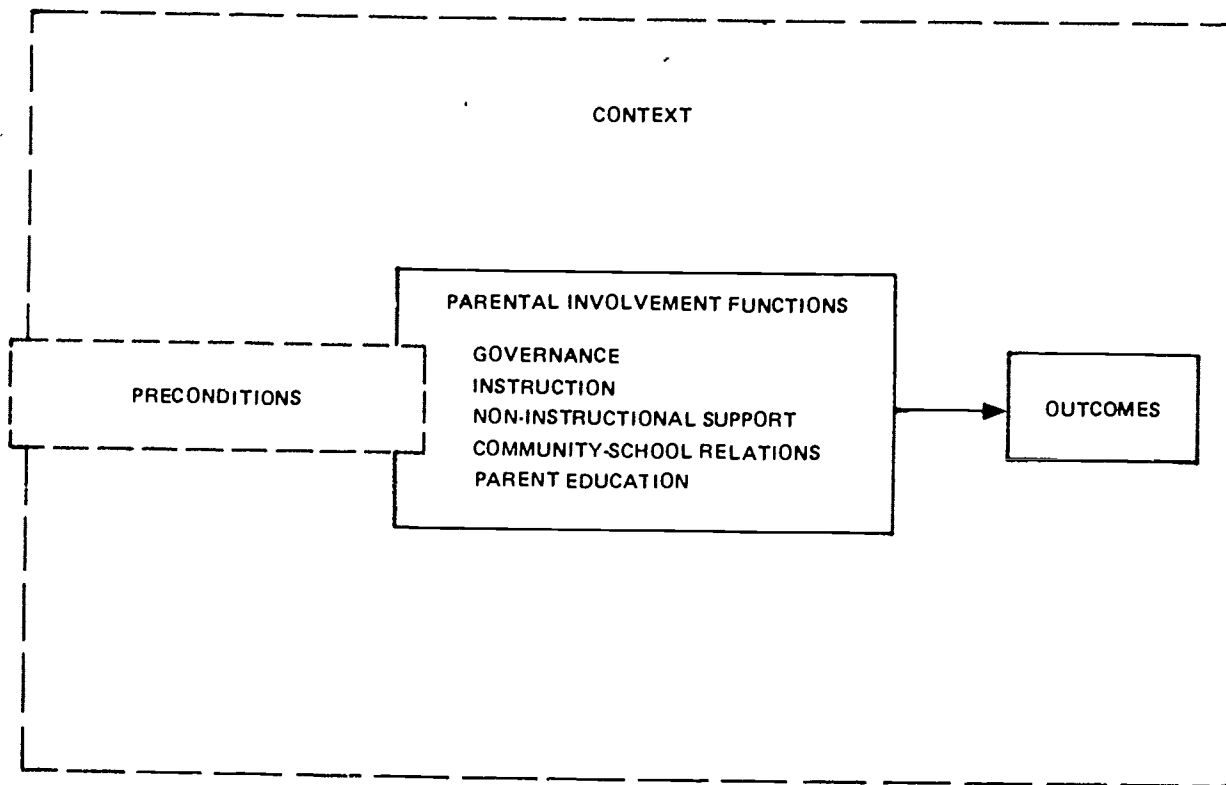 CONTEXT
PARENTAL INVOLVEMENT FUNCTIONS
GOVERNANCE
INSTRUCTION
NON-INSTRUCTIONAL SUPPORT
COMMUNITY-SCHOOL RELATIONS
PARENT EDUCATION
PRECONDITIONS
OUTCOMES